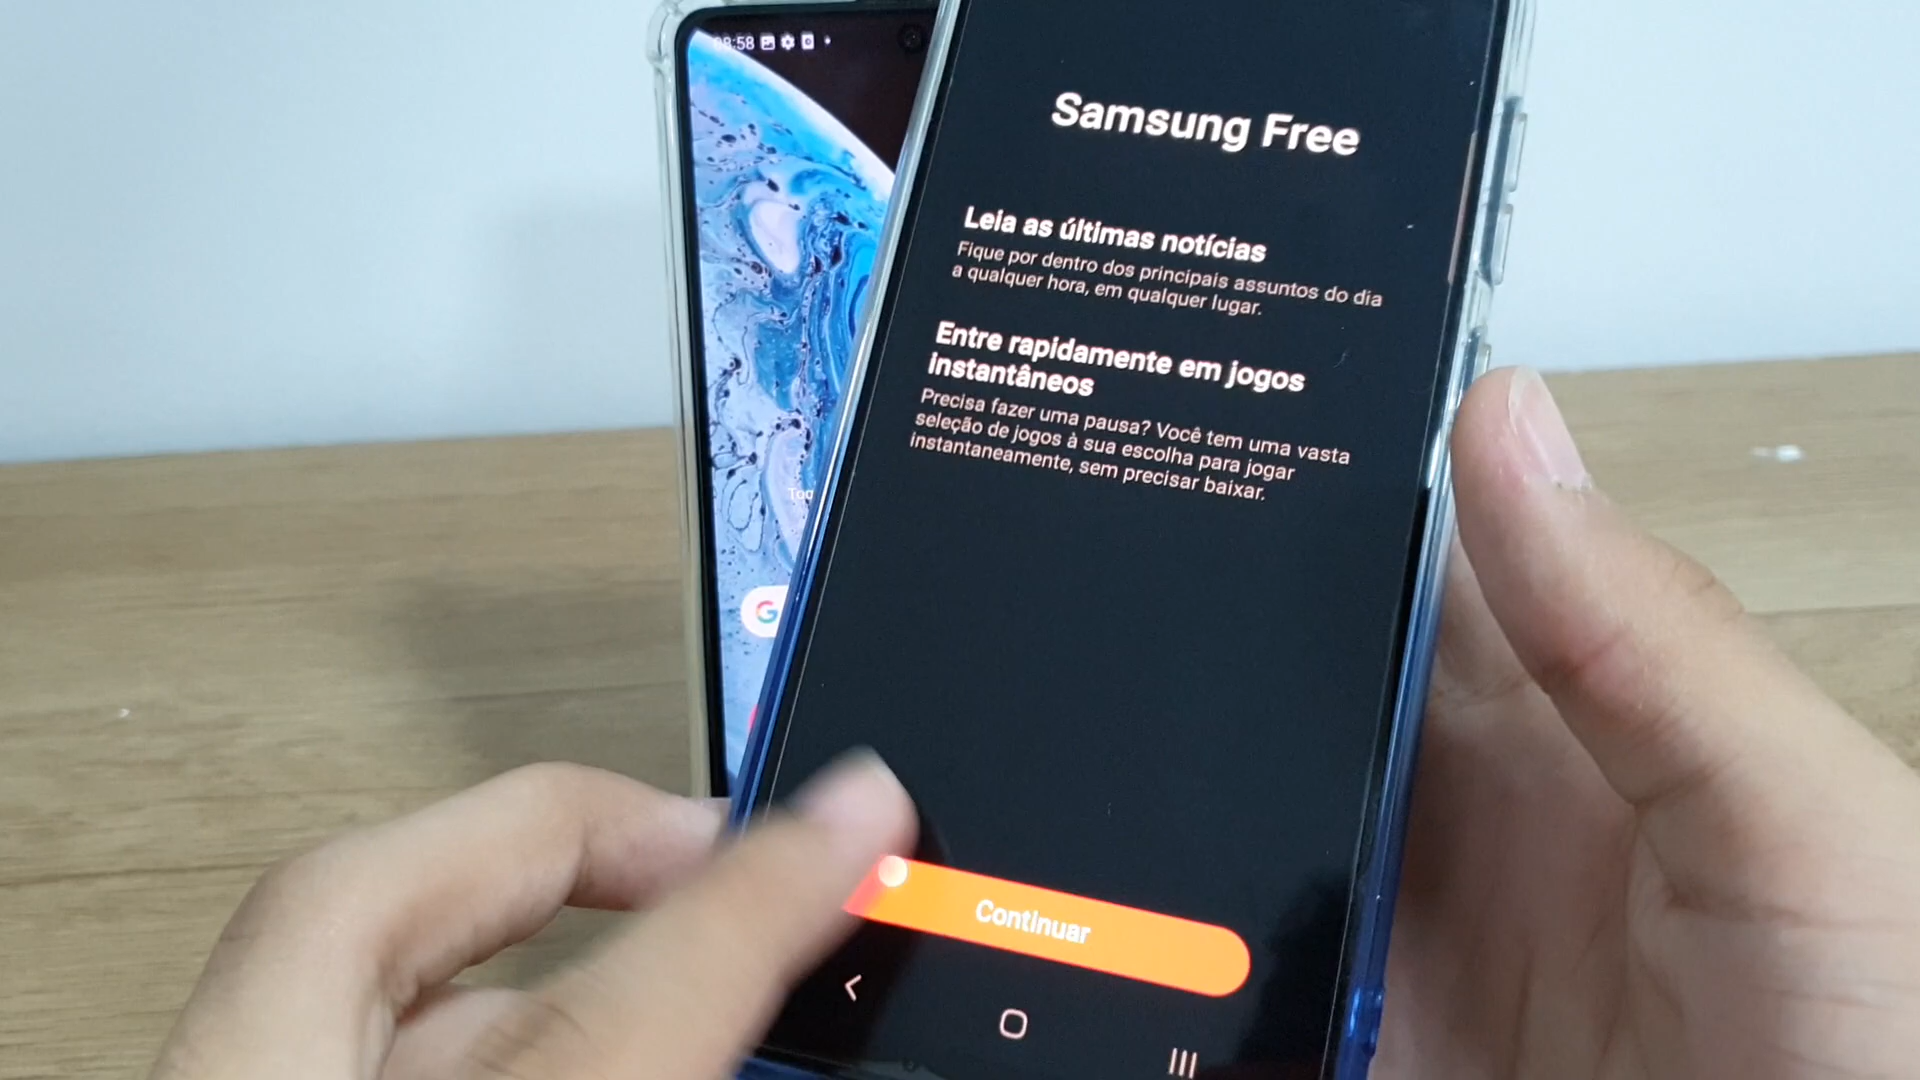 Samsung Free
Leia as últimas notícias
Fique por dentro dos principais assuntos do dia
a qualquer hora, em qualquer lugar.
Entre rapidamente em jogos
instantâneos
Precisa fazer uma pausa? Você tem uma vasta
seleção de jogos à sua escolha para jogar
instantaneamente, sem precisar baixar.
Continuar
G